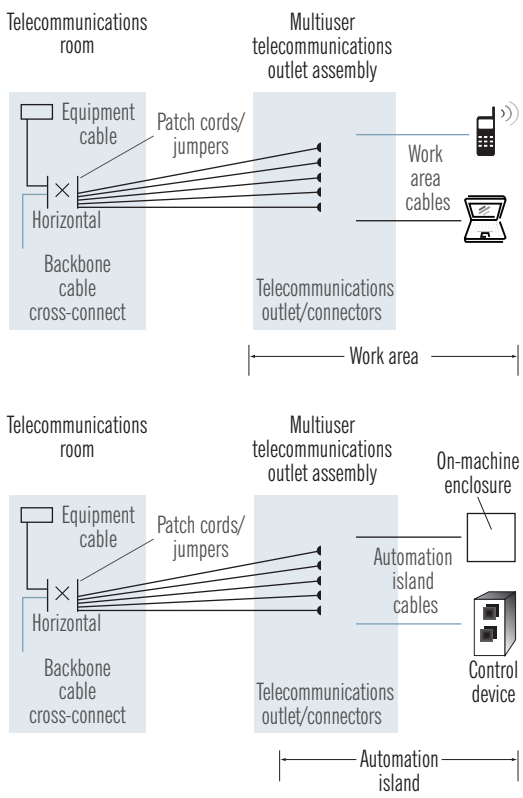 Telecommunications
room
Multiuser
telecommunications
outlet assembly
Equipment
cable
Patch cords/
jumpers
Work
area
cables
Horizontal
Backbone
cable
cross-connect
Telecommunications
outlet/connectors
Work area
Telecommunications
room
Multiuser
telecommunications
outlet assembly
On-machine
enclosure
Equipment
cable
Patch cords/
jumpers
Automation
island
cables
Horizontal
Backbone
cable
cross-connect
Telecommunications
outlet/connectors
Control
device
Automation
island